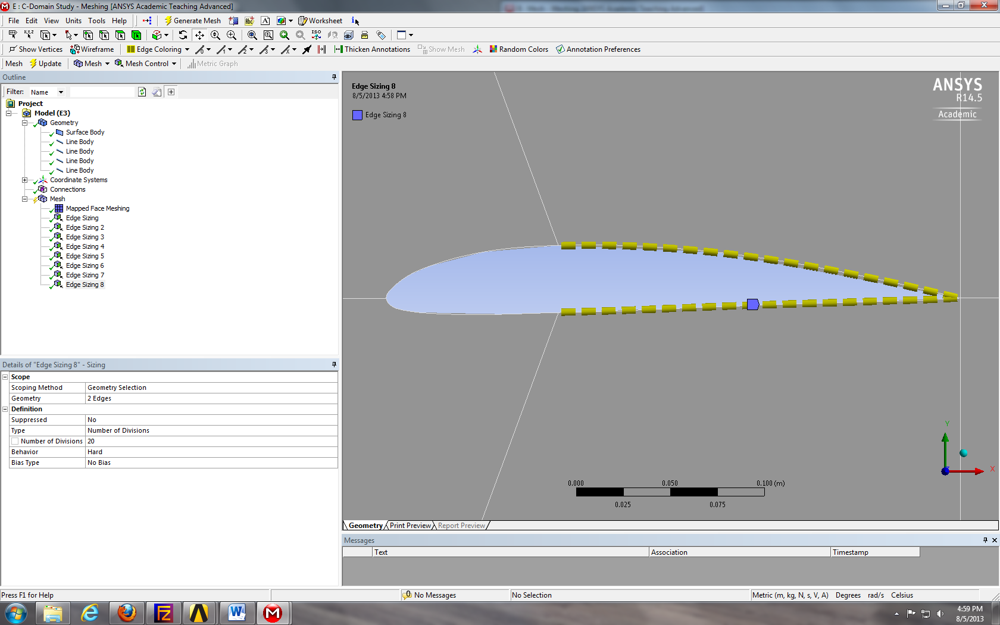 E : C-Domain Study - Meshing [ANSYS Academic Teaching Advanced]
File Edit View Units Tools Help Generate Mesh Worksheet
Show Vertices Wireframe Edge Coloring Thicken Annotations Show Mesh Random Colors Annotation Preferences
Mesh Update Mesh Mesh Control Metric Graph
Outline
Filter: Name
Project
Model (E3)
Geometry
Surface Body
Line Body
Line Body
Line Body
Line Body
Coordinate Systems
Connections
Mesh
Mapped Face Meshing
Edge Sizing
Edge Sizing 2
Edge Sizing 3
Edge Sizing 4
Edge Sizing 5
Edge Sizing 6
Edge Sizing 7
Edge Sizing 8
Details of "Edge Sizing 8" - Sizing
Scope
Scoping Method Geometry Selection
Geometry 2 Edges
Definition
Suppressed No
Type Number of Divisions
Number of Divisions 20
Behavior Hard
Bias Type No Bias
Edge Sizing 8
8/5/2013 4:58 PM
Edge Sizing 8
ANSYS
R14.5
Academic
Y
X
0.000 0.050 0.100 (m)
0.025 0.075
Geometry Print Preview Report Preview
Messages
Text Association Timestamp
Press F1 for Help 0 No Messages No Selection Metric (m, kg, N, s, V, A) Degrees rad/s Celsius
4:59 PM
8/5/2013